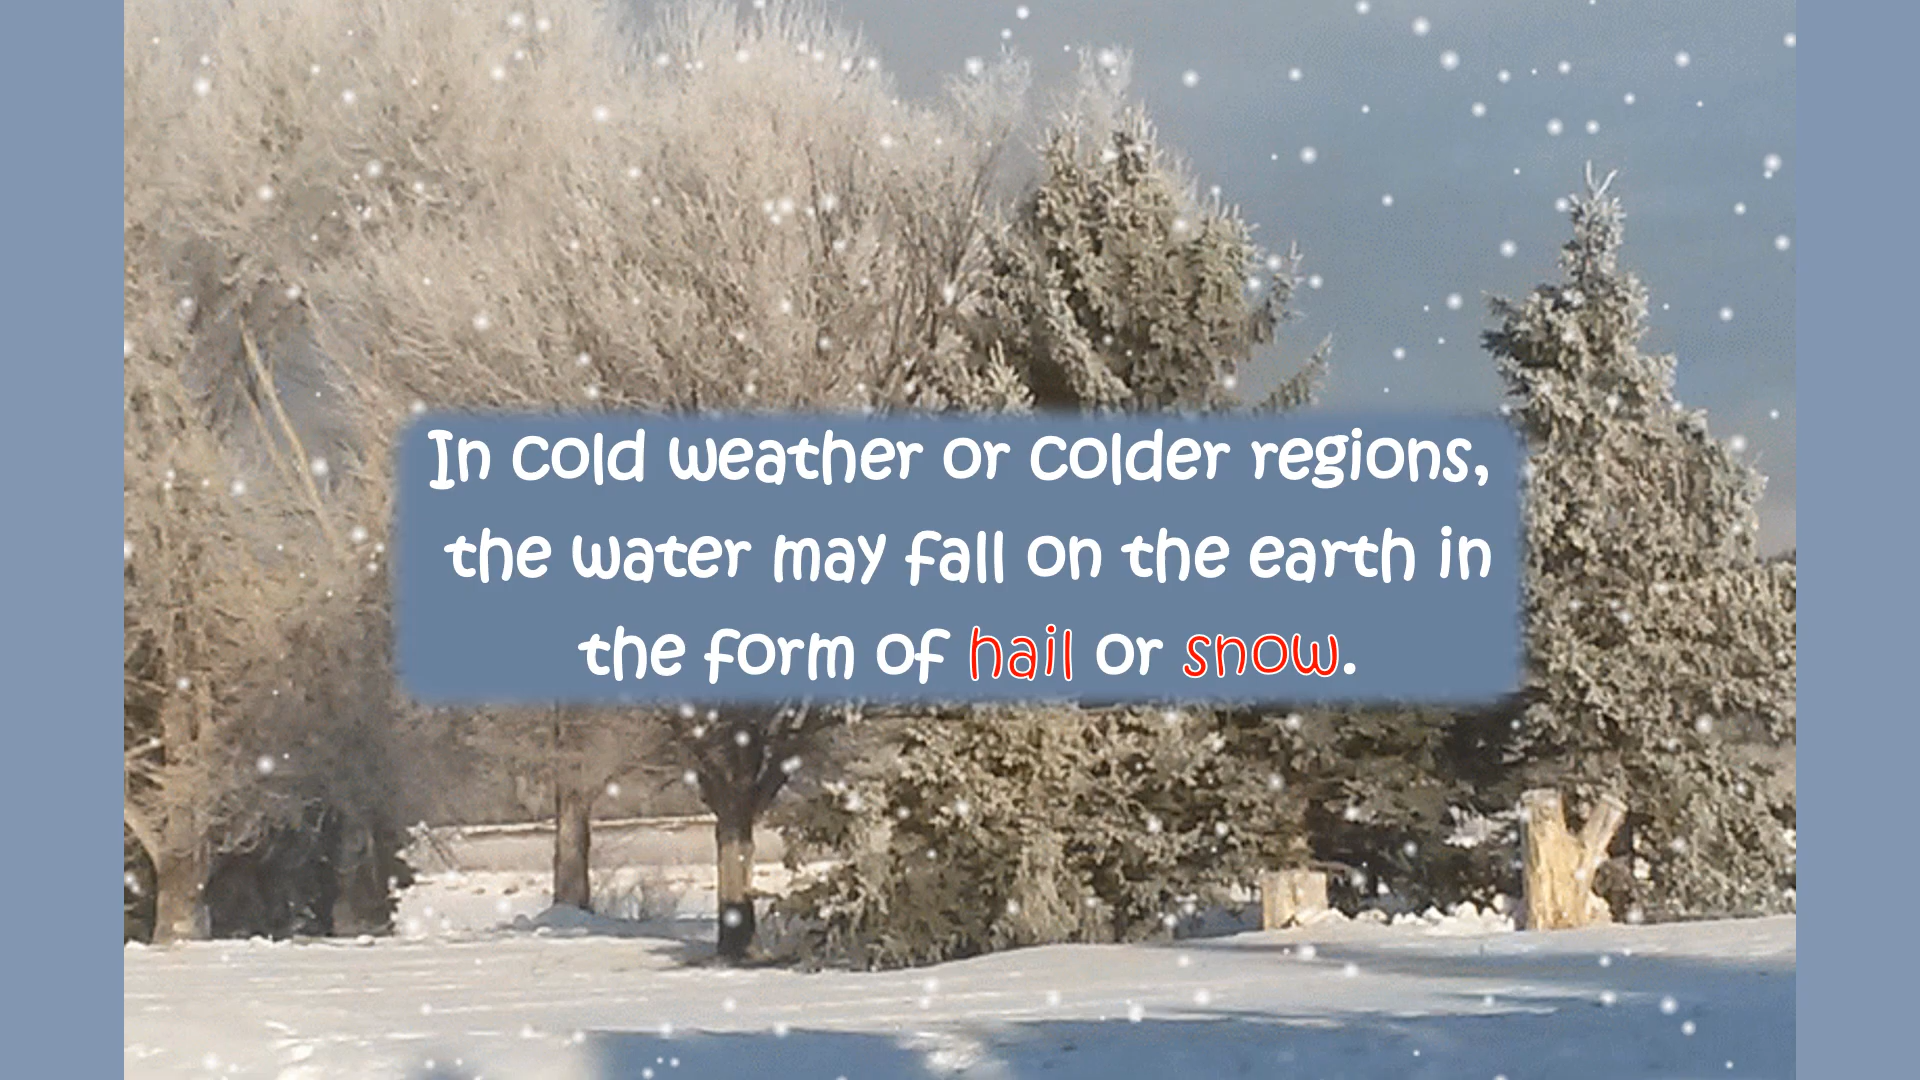 In cold weather or colder regions,
the water may fall on the earth in
the form of hail or snow.